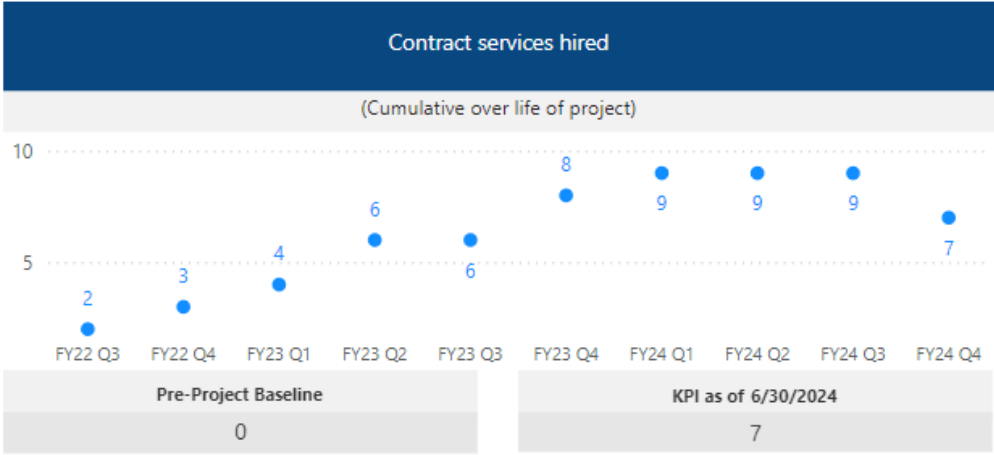 Contract services hired
(Cumulative over life of project)
10
8
9
9
9
6
7
4
5
6
3
2
FY22 Q3 FY22 Q4 FY23 Q1 FY23 Q2 FY23 Q3 FY23 Q4 FY24 Q1 FY24 Q2 FY24 Q3 FY24 Q4
Pre-Project Baseline
0
KPI as of 6/30/2024
7